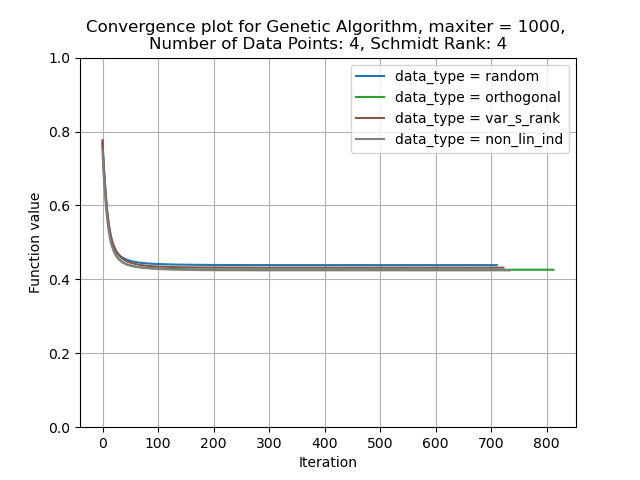 Convergence plot for Genetic Algorithm, maxiter = 1000,
Number of Data Points: 4, Schmidt Rank: 4
data_type = random
data_type = orthogonal
data_type = var_s_rank
data_type = non_lin_ind
Function value
1.0
0.8
0.6
0.4
0.2
0.0
0 100 200 300 400 500 600 700 800
Iteration